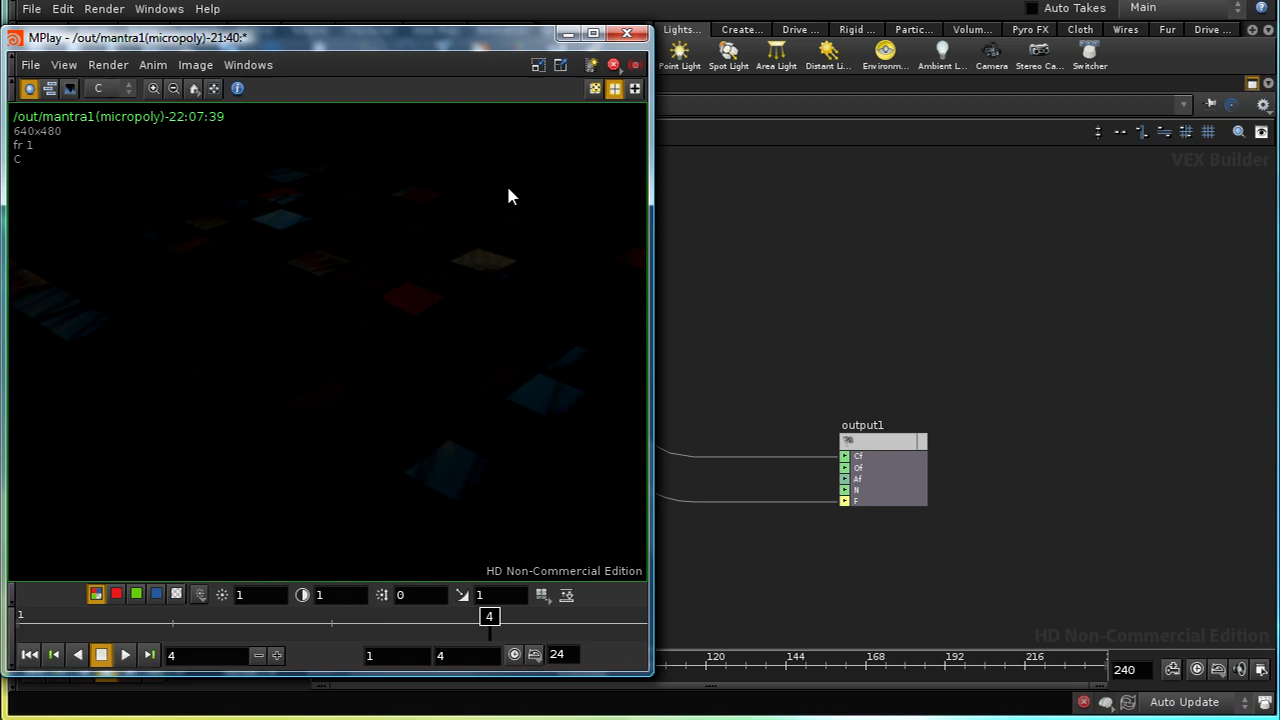 File Edit Render Windows Help
Auto Takes Main
MPlay - /out/mantra1(micropoly)-21:40:*
Lights... Create... Drive ... Rigid ... Partic... Volum... Pyro FX Cloth Wires Fur Drive ...
File View Render Anim Image Windows
Point Light Spot Light Area Light Distant Li... Environm... Ambient L... Camera Stereo Ca... Switcher
C
/out/mantra1(micropoly)-22:07:39
640x480
fr 1
C
VEX Builder
output1
Cf
Of
Af
N
F
HD Non-Commercial Edition
1 1 0 1
1 4
HD Non-Commercial Edition
4 1 4 24
120 144 168 192 216 240
Auto Update